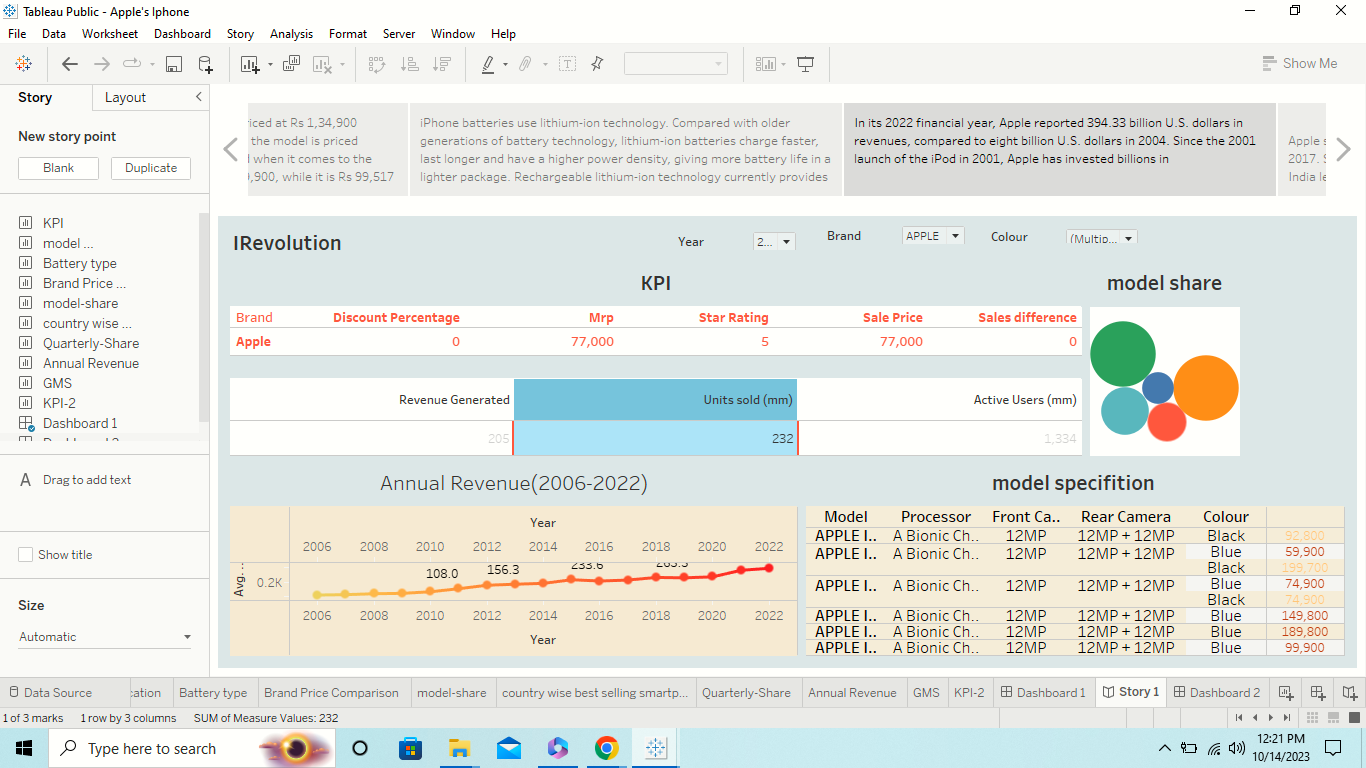 Tableau Public - Apple's Iphone
File Data Worksheet Dashboard Story Analysis Format Server Window Help
Show Me
Story Layout
New story point
Blank Duplicate
KPI
model ...
Battery type
Brand Price ...
model-share
country wise ...
Quarterly-Share
Annual Revenue
GMS
KPI-2
Dashboard 1
A Drag to add text
Show title
Size
Automatic
iced at Rs 1,34,900
the model is priced
when it comes to the
,900, while it is Rs 99,517
iPhone batteries use lithium-ion technology. Compared with older
generations of battery technology, lithium-ion batteries charge faster,
last longer and have a higher power density, giving more battery life in a
lighter package. Rechargeable lithium-ion technology currently provides
In its 2022 financial year, Apple reported 394.33 billion U.S. dollars in
revenues, compared to eight billion U.S. dollars in 2004. Since the 2001
launch of the iPod in 2001, Apple has invested billions in
Apple
2017.
India
IRevolution
Year 2...
Brand APPLE
Colour (Multip...
KPI
Brand Discount Percentage Mrp Star Rating Sale Price Sales difference
Apple 0 77,000 5 77,000 0
Revenue Generated Units sold (mm) Active Users (mm)
205 232 1,334
model share
Annual Revenue(2006-2022)
Year
2006 2008 2010 2012 2014 2016 2018 2020 2022
Avg. ..
0.2K
108.0 156.3 233.6 265.5
2006 2008 2010 2012 2014 2016 2018 2020 2022
Year
model specifition
Model Processor Front Ca.. Rear Camera Colour
APPLE I.. A Bionic Ch.. 12MP 12MP + 12MP Black 92,800
APPLE I.. A Bionic Ch.. 12MP 12MP + 12MP Blue 59,900
Black 199,700
APPLE I.. A Bionic Ch.. 12MP 12MP + 12MP Blue 74,900
Black 74,900
APPLE I.. A Bionic Ch.. 12MP 12MP + 12MP Blue 149,800
APPLE I.. A Bionic Ch.. 12MP 12MP + 12MP Blue 189,800
APPLE I.. A Bionic Ch.. 12MP 12MP + 12MP Blue 99,900
Data Source cation Battery type Brand Price Comparison model-share country wise best selling smartp... Quarterly-Share Annual Revenue GMS KPI-2 Dashboard 1 Story 1 Dashboard 2
1 of 3 marks 1 row by 3 columns SUM of Measure Values: 232
Type here to search
12:21 PM
10/14/2023